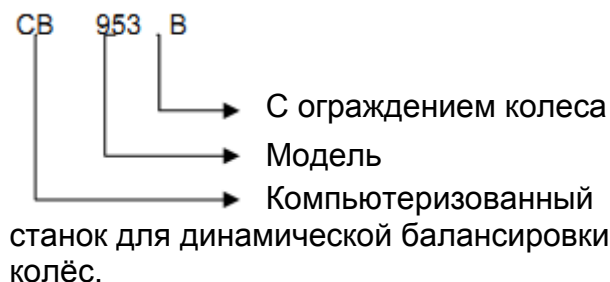 CB 953 B
С ограждением колеса
Модель
Компьютеризованный
станок для динамической балансировки
колёс.